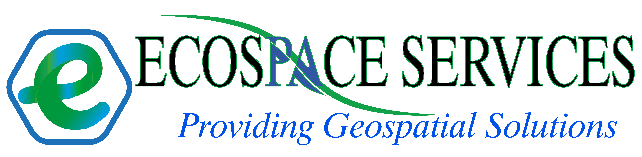 e
ECOSPACE SERVICES
Providing Geospatial Solutions